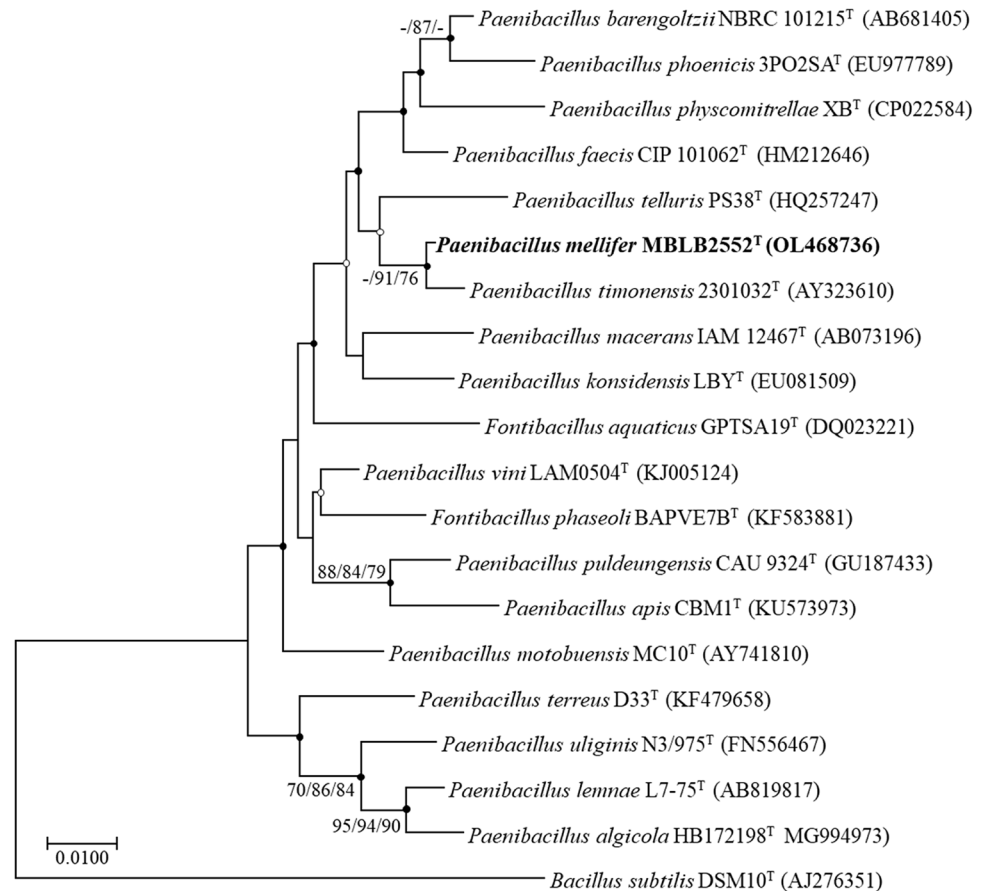 -/87/-
Paenibacillus barengoltzii NBRC 101215ᵀ (AB681405)
Paenibacillus phoenicis 3PO2SAᵀ (EU977789)
Paenibacillus physcomitrellae XBᵀ (CP022584)
Paenibacillus faecis CIP 101062ᵀ (HM212646)
Paenibacillus telluris PS38ᵀ (HQ257247)
Paenibacillus mellifer MBLB2552ᵀ (OL468736)
-/91/76
Paenibacillus timonensis 2301032ᵀ (AY323610)
Paenibacillus macerans IAM 12467ᵀ (AB073196)
Paenibacillus konsidensis LBYᵀ (EU081509)
Fontibacillus aquaticus GPTSA19ᵀ (DQ023221)
Paenibacillus vini LAM0504ᵀ (KJ005124)
Fontibacillus phaseoli BAPVE7Bᵀ (KF583881)
88/84/79
Paenibacillus puldeungensis CAU 9324ᵀ (GU187433)
Paenibacillus apis CBM1ᵀ (KU573973)
Paenibacillus motobuensis MC10ᵀ (AY741810)
Paenibacillus terreus D33ᵀ (KF479658)
Paenibacillus uliginis N3/975ᵀ (FN556467)
70/86/84
Paenibacillus lemnae L7-75ᵀ (AB819817)
95/94/90
Paenibacillus algicola HB172198ᵀ MG994973)
0.0100
Bacillus subtilis DSM10ᵀ (AJ276351)